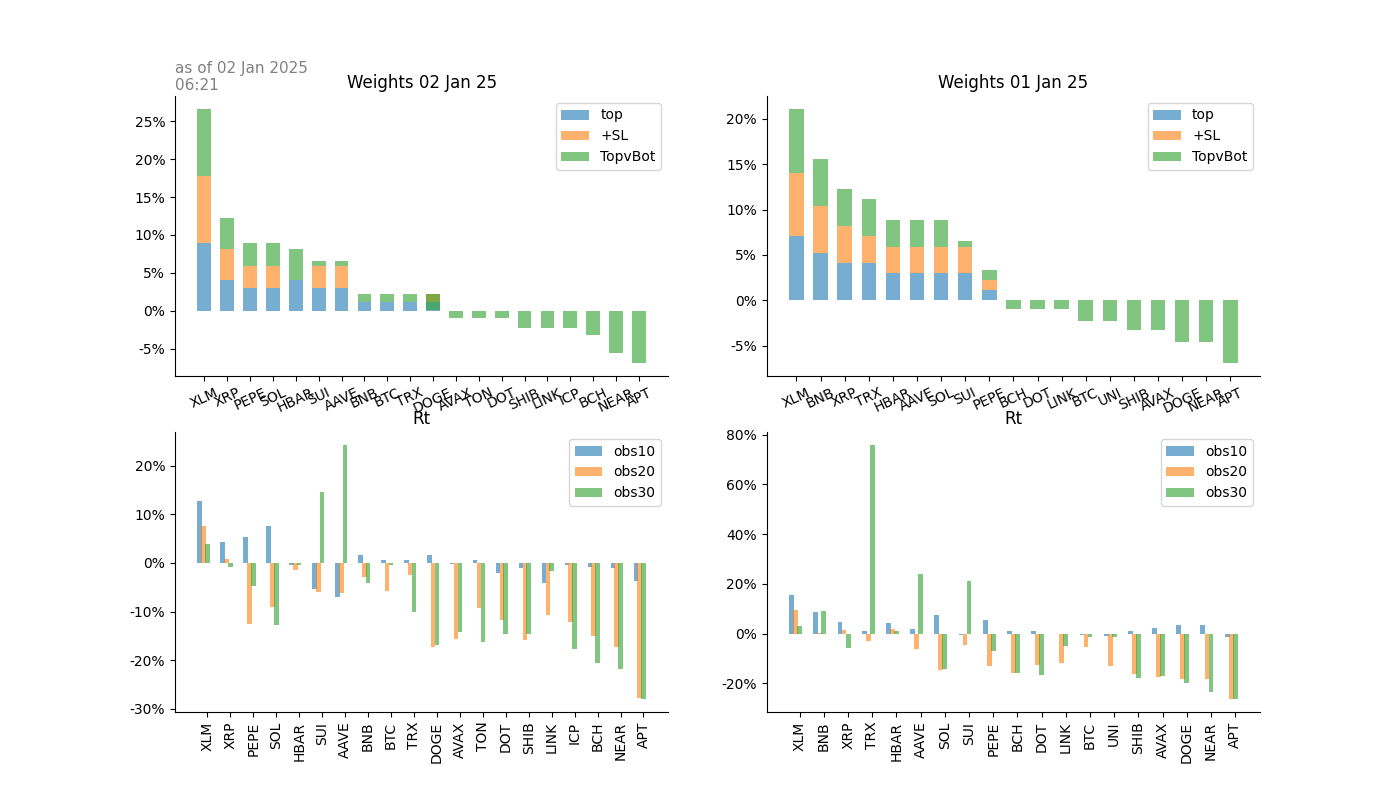 as of 02 Jan 2025
06:21
Weights 02 Jan 25
25%
20%
15%
10%
5%
0%
-5%
top
+SL
TopvBot
XLM XRP PEPE SOL HBAR SUI AAVE BNB BTC TRX DOGE AVAX TON DOT SHIB LINK ICP BCH NEAR APT
Weights 01 Jan 25
20%
15%
10%
5%
0%
-5%
top
+SL
TopvBot
XLM BNB XRP TRX HBAR AAVE SOL SUI PEPE BCH DOT LINK BTC UNI SHIB AVAX DOGE NEAR APT
Rt
20%
10%
0%
-10%
-20%
-30%
obs10
obs20
obs30
XLM XRP PEPE SOL HBAR SUI AAVE BNB BTC TRX DOGE AVAX TON DOT SHIB LINK ICP BCH NEAR APT
Rt
80%
60%
40%
20%
0%
-20%
obs10
obs20
obs30
XLM BNB XRP TRX HBAR AAVE SOL SUI PEPE BCH DOT LINK BTC UNI SHIB AVAX DOGE NEAR APT